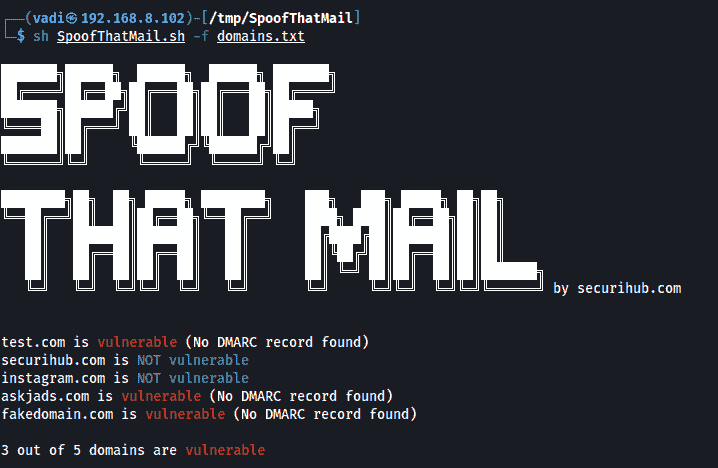 ┌──(vadi㉿192.168.8.102)-[/tmp/SpoofThatMail]
└─$ sh SpoofThatMail.sh -f domains.txt
SPOOF
THAT MAIL
by securihub.com
test.com is vulnerable (No DMARC record found)
securihub.com is NOT vulnerable
instagram.com is NOT vulnerable
askjads.com is vulnerable (No DMARC record found)
fakedomain.com is vulnerable (No DMARC record found)
3 out of 5 domains are vulnerable